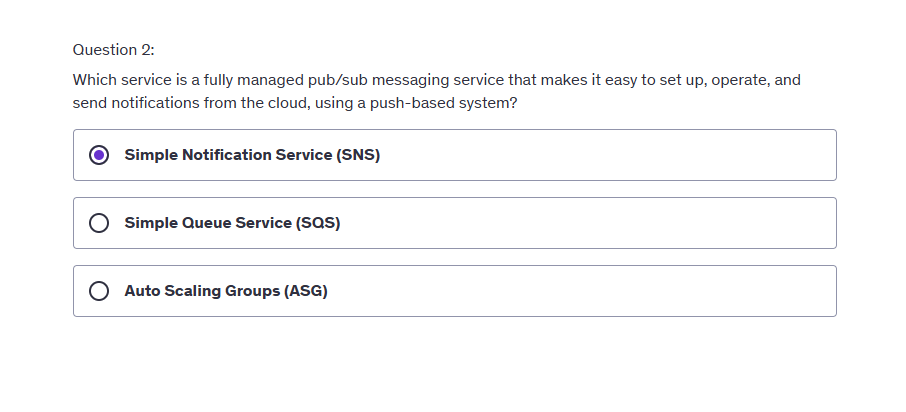 Question 2:
Which service is a fully managed pub/sub messaging service that makes it easy to set up, operate, and
send notifications from the cloud, using a push-based system?
Simple Notification Service (SNS)
Simple Queue Service (SQS)
Auto Scaling Groups (ASG)